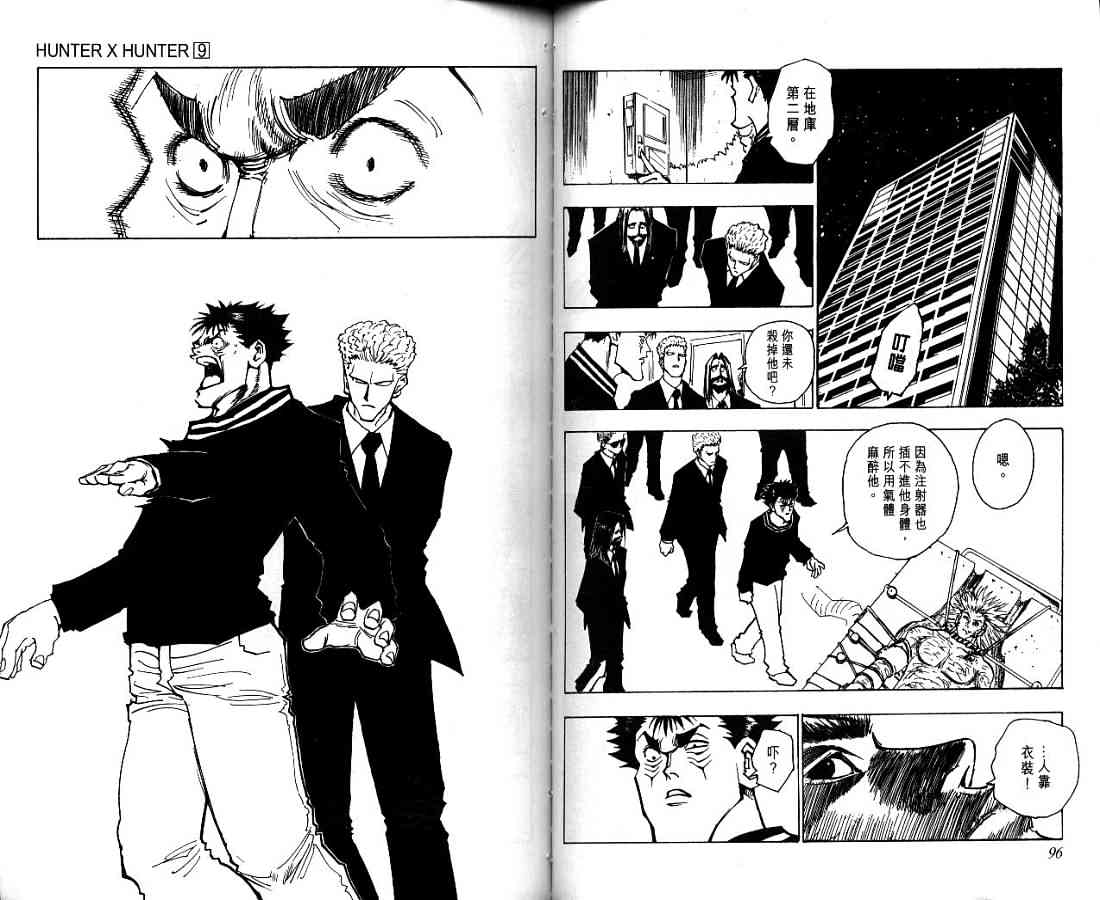 HUNTER X HUNTER 9
叮噹
在地庫
第二層。
你還未
殺掉他吧？
嗯。
因為注射器也
插不進他身體，
所以用氣體
麻醉他。
…人靠
衣裝！
吓？
96